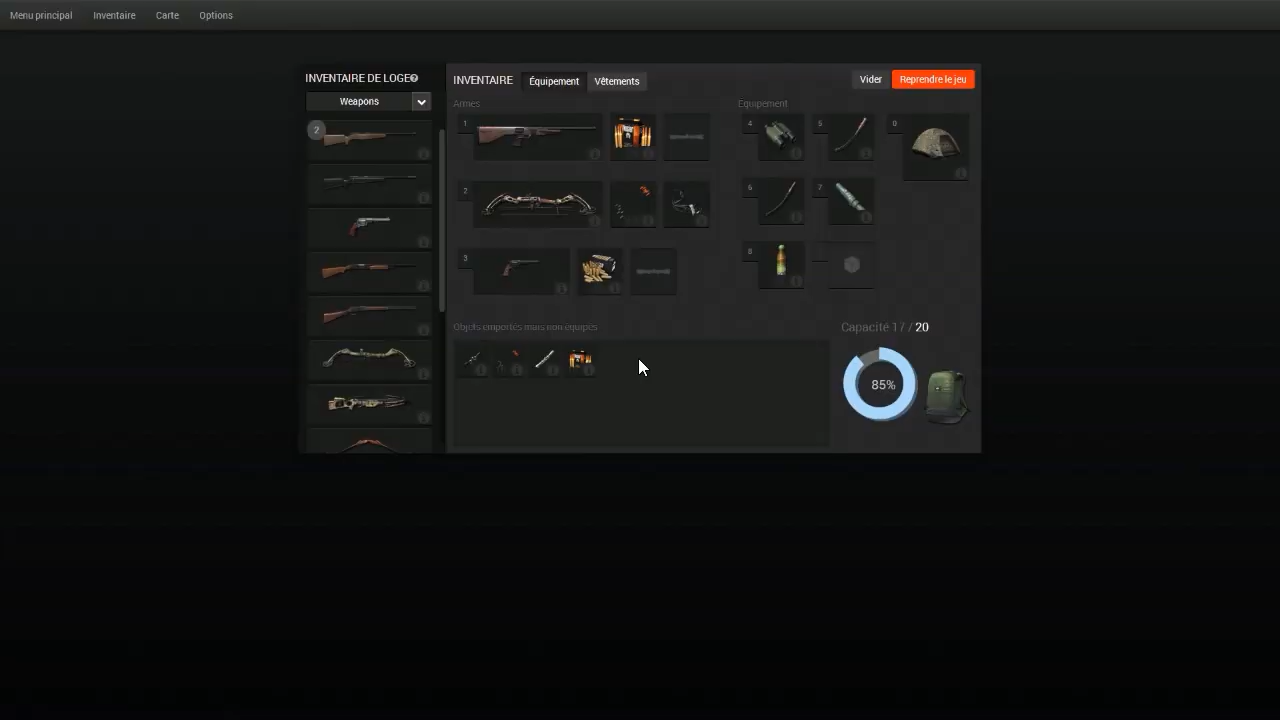 Menu principal Inventaire Carte Options
INVENTAIRE DE LOGE
Weapons
2
INVENTAIRE Équipement Vêtements Vider Reprendre le jeu
Armes Equipement
1
2
3
4
5
0
6
7
8
Objets emportés mais non équipés
Capacité 17 / 20
85%